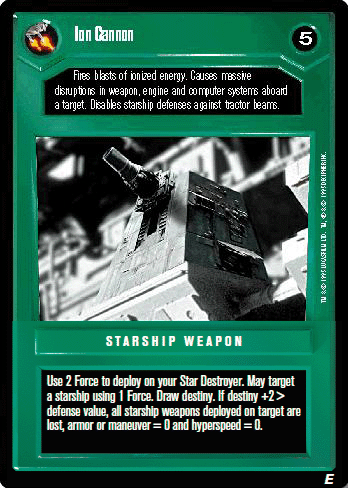 Ion Cannon
5
Fires blasts of ionized energy. Causes massive
disruptions in weapon, engine and computer systems aboard
a target. Disables starship defenses against tractor beams.
STARSHIP WEAPON
Use 2 Force to deploy on your Star Destroyer. May target
a starship using 1 Force. Draw destiny. If destiny +2 >
defense value, all starship weapons deployed on target are
lost, armor or maneuver = 0 and hyperspeed = 0.
E